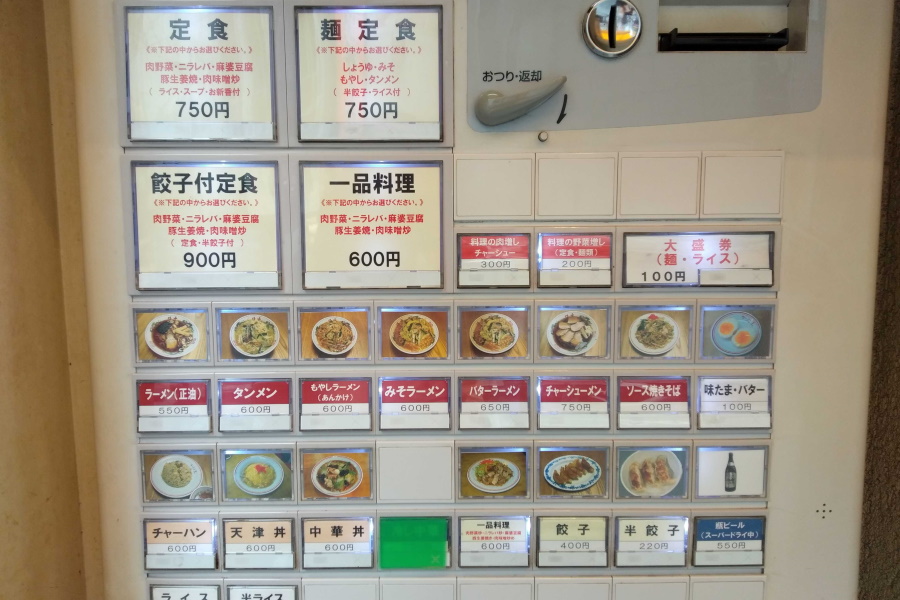 定食
《※下記の中からお選びください。》
肉野菜・ニラレバ・麻婆豆腐
豚生姜焼・肉味噌炒
(ライス・スープ・お新香付)
750円
麺定食
《※下記の中からお選びください。》
しょうゆ・みそ
もやし・タンメン
(半餃子・ライス付)
750円
おつり・返却
餃子付定食
《※下記の中からお選びください。》
肉野菜・ニラレバ・麻婆豆腐
豚生姜焼・肉味噌炒
(定食・半餃子付)
900円
一品料理
《※下記の中からお選びください。》
肉野菜・ニラレバ・麻婆豆腐
豚生姜焼・肉味噌炒
600円
料理の肉増し
チャーシュー
300円
料理の野菜増し
(定食・麺類)
200円
大盛券
(麺・ライス)
100円
ラーメン(正油)
550円
タンメン
600円
もやしラーメン
(あんかけ)
600円
みそラーメン
600円
バターラーメン
650円
チャーシューメン
750円
ソース焼きそば
600円
味たま・バター
100円
チャーハン
600円
天津丼
600円
中華丼
600円
一品料理
600円
餃子
400円
半餃子
220円
瓶ビール
(スーパードライ中)
550円
ライス
半ライス